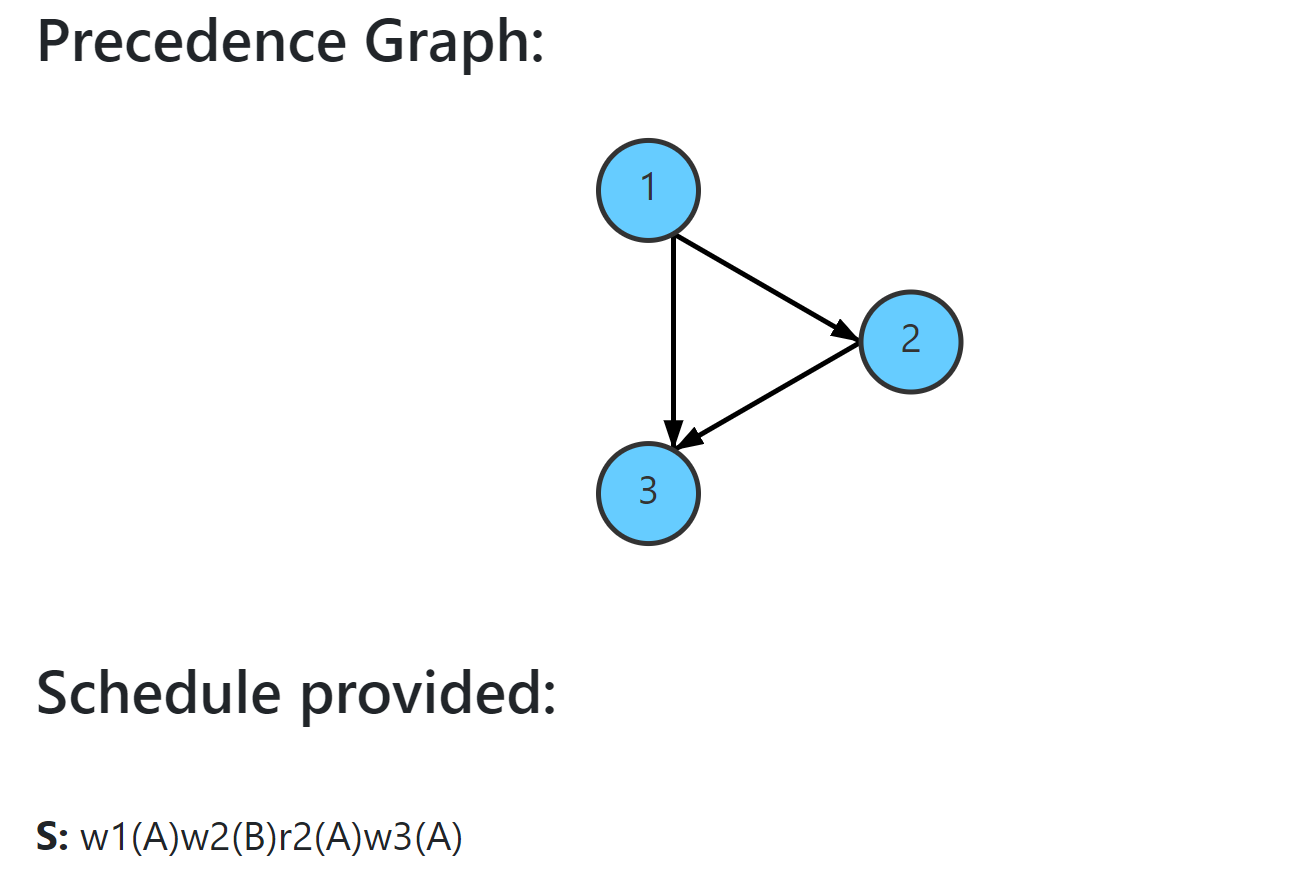 Precedence Graph:
1
2
3
Schedule provided:
S: w1(A)w2(B)r2(A)w3(A)